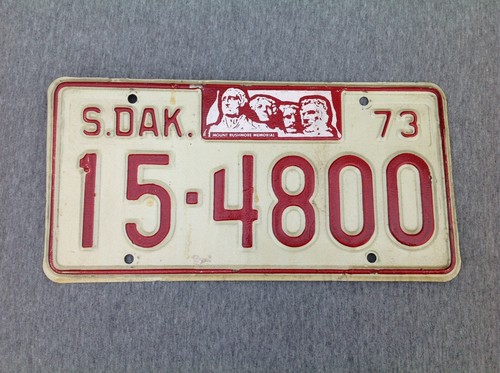 S.DAK. 73
MOUNT RUSHMORE MEMORIAL
15-4800